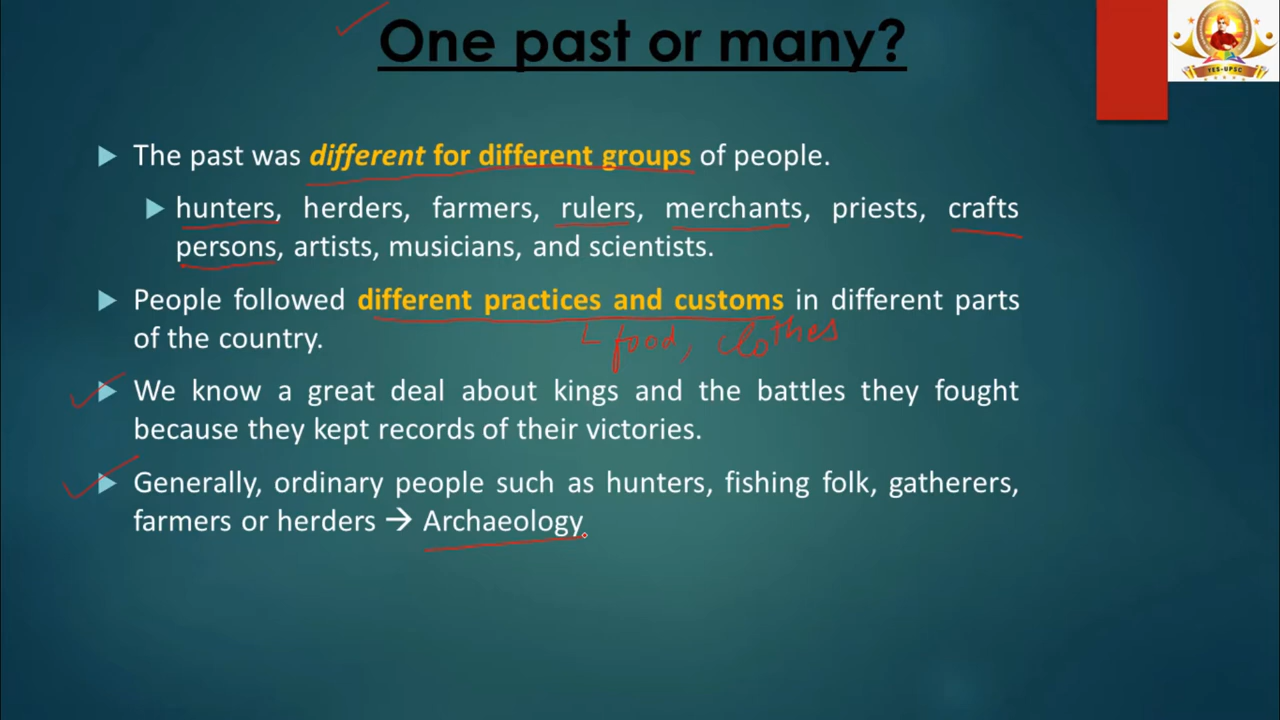 One past or many?
YES-UPSC
The past was different for different groups of people.
hunters, herders, farmers, rulers, merchants, priests, crafts
persons, artists, musicians, and scientists.
People followed different practices and customs in different parts
of the country.
food, clothes
We know a great deal about kings and the battles they fought
because they kept records of their victories.
Generally, ordinary people such as hunters, fishing folk, gatherers,
farmers or herders → Archaeology.